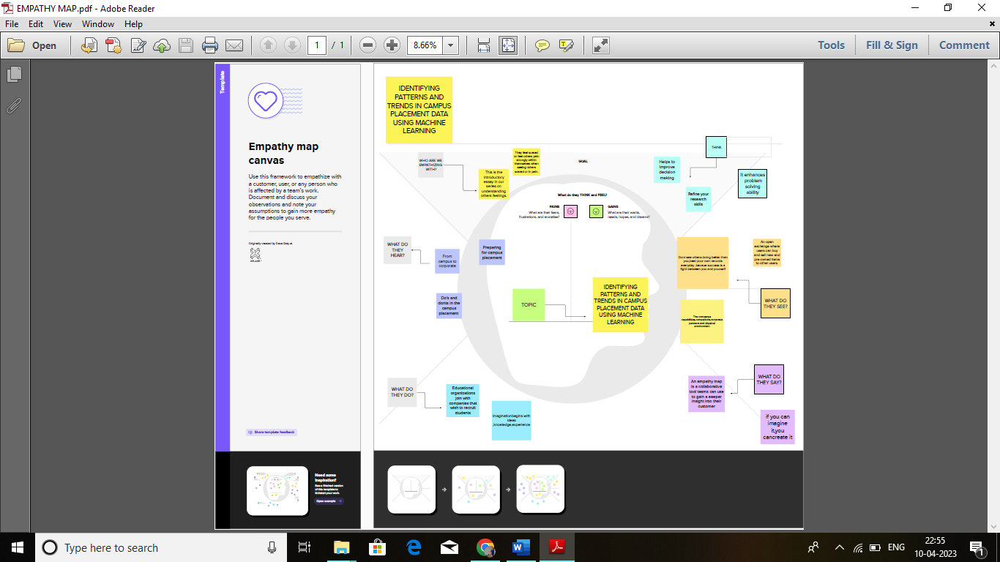 EMPATHY MAP.pdf - Adobe Reader
File Edit View Window Help
Open
1 / 1
8.66%
Tools Fill & Sign Comment
Template
Empathy map
canvas
Use this framework to empathize with
a customer, user, or any person who
is affected by a team's work.
Document and discuss your
observations and note your
assumptions to gain more empathy
for the people you serve.
Originally created by Dave Gray at
Share template feedback
Need some
inspiration?
See a finished version
of this template to
kickstart your work.
Open example
IDENTIFYING
PATTERNS AND
TRENDS IN CAMPUS
PLACEMENT DATA
USING MACHINE
LEARNING
WHO ARE WE
EMPATHIZING
WITH?
This is the
introductory
essay in our
series on
understanding
others feelings.
They feel scared
or feel others pain
strongly within
themselves when
seeing others
scared or in pain.
GOAL
Helps to
improve
decision
making
THINK
It enhances
problem
solving
ability
Refine your
research
skills
What do they THINK and FEEL?
PAINS
What are their fears,
frustrations, and anxieties?
GAINS
What are their wants,
needs, hopes, and dreams?
WHAT DO
THEY
HEAR?
From
campus to
corporate
Preparing
for campus
placement
Do's and
donts in the
campus
placement
TOPIC
IDENTIFYING
PATTERNS AND
TRENDS IN CAMPUS
PLACEMENT DATA
USING MACHINE
LEARNING
Dont see others doing better then
you,beat your own records
everyday ,because success is a
fight between you and yourself
An open
exchange where
users can buy
and sell new and
pre owned items
to other users.
WHAT DO
THEY SEE?
The companys
capabilities,competitors,corporate
partners and physical
environment.
WHAT DO
THEY DO?
Educational
organizations
join with
companies that
wish to recruit
students
Imaginationbegins with
ideas
,knowledge,experience
An empathy map
is a collaborative
tool teams can use
to gain a eeeper
insight into their
customer
WHAT DO
THEY SAY?
if you can
imagine
it,you
cancreate it
Type here to search
ENG
22:55
10-04-2023
1